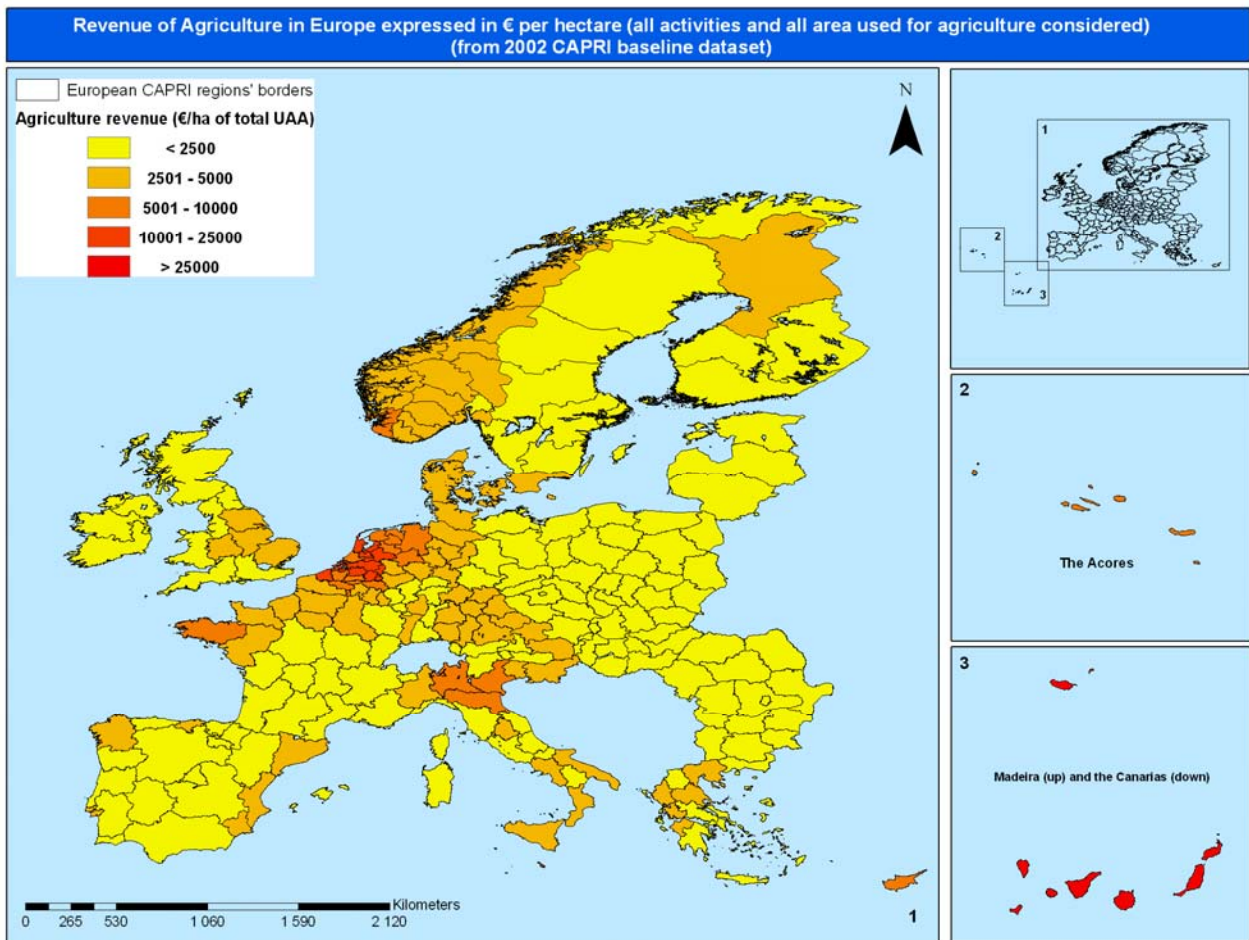 Revenue of Agriculture in Europe expressed in € per hectare (all activities and all area used for agriculture considered)
(from 2002 CAPRI baseline dataset)
European CAPRI regions' borders
Agriculture revenue (€/ha of total UAA)
< 2500
2501 - 5000
5001 - 10000
10001 - 25000
> 25000
N
Kilometers
0 265 530 1 060 1 590 2 120
1
1
2
3
2
The Acores
3
Madeira (up) and the Canarias (down)